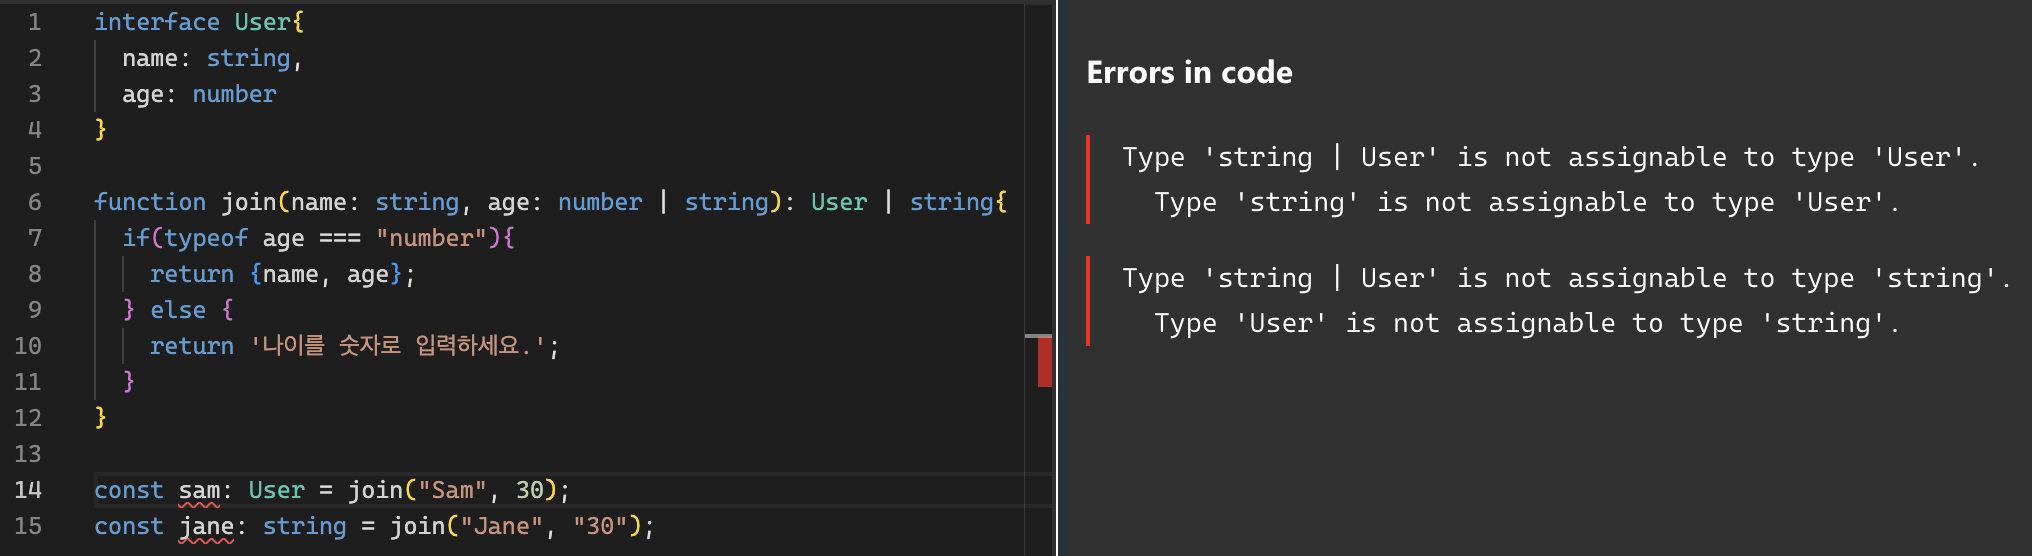 1 interface User{
2 name: string,
3 age: number
4 }
5
6 function join(name: string, age: number | string): User | string{
7 if(typeof age === "number"){
8 return {name, age};
9 } else {
10 return '나이를 숫자로 입력하세요.';
11 }
12 }
13
14 const sam: User = join("Sam", 30);
15 const jane: string = join("Jane", "30");
Errors in code
Type 'string | User' is not assignable to type 'User'.
Type 'string' is not assignable to type 'User'.
Type 'string | User' is not assignable to type 'string'.
Type 'User' is not assignable to type 'string'.